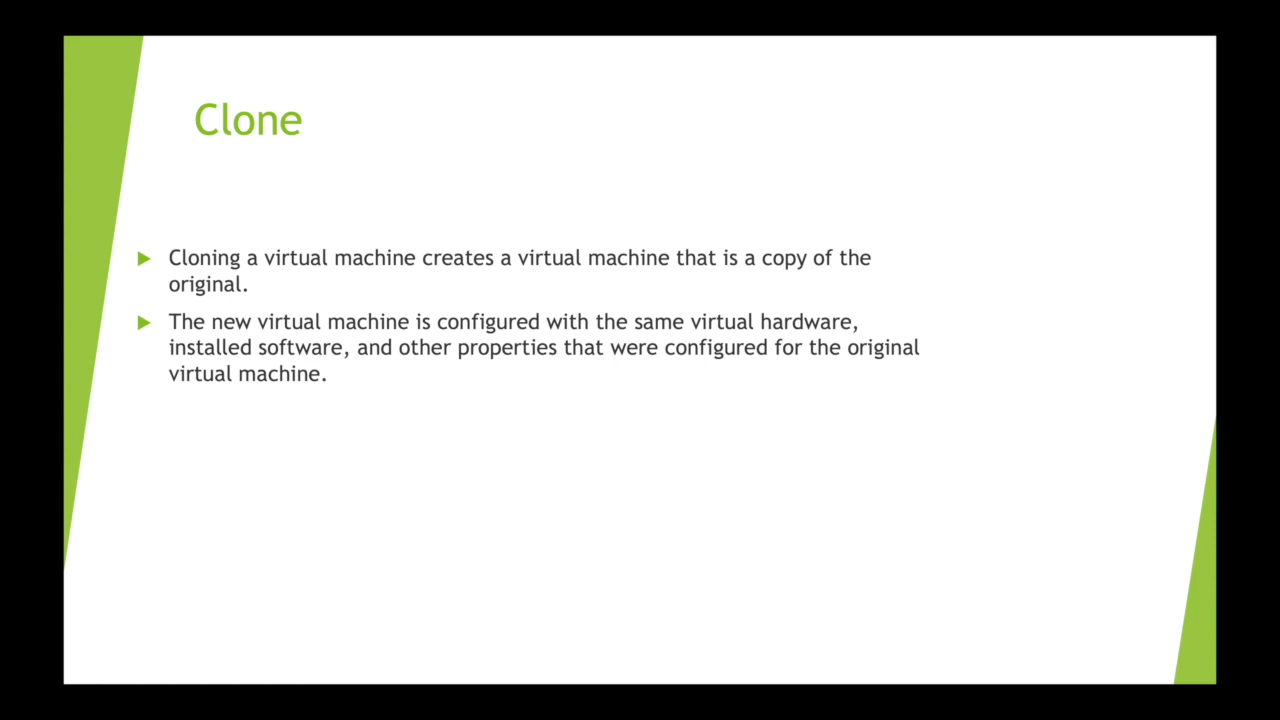 Clone
Cloning a virtual machine creates a virtual machine that is a copy of the
original.
The new virtual machine is configured with the same virtual hardware,
installed software, and other properties that were configured for the original
virtual machine.